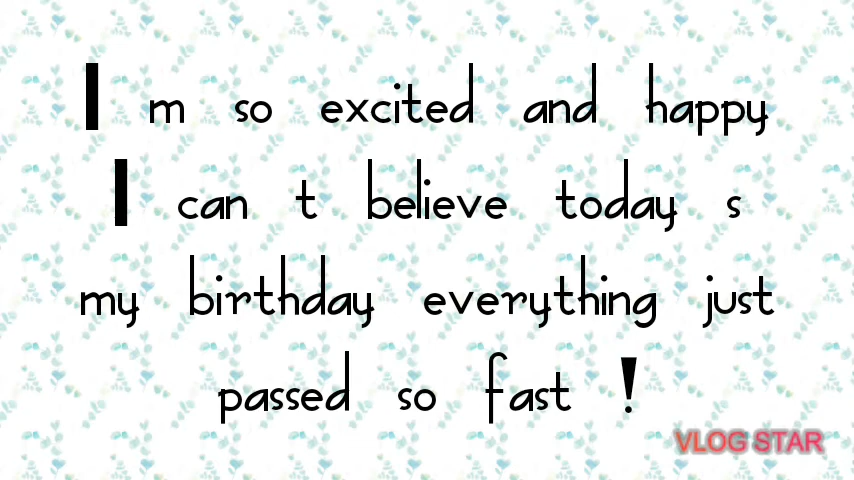 I m so excited and happy
I can t believe today s
my birthday everything just
passed so fast !
VLOG STAR